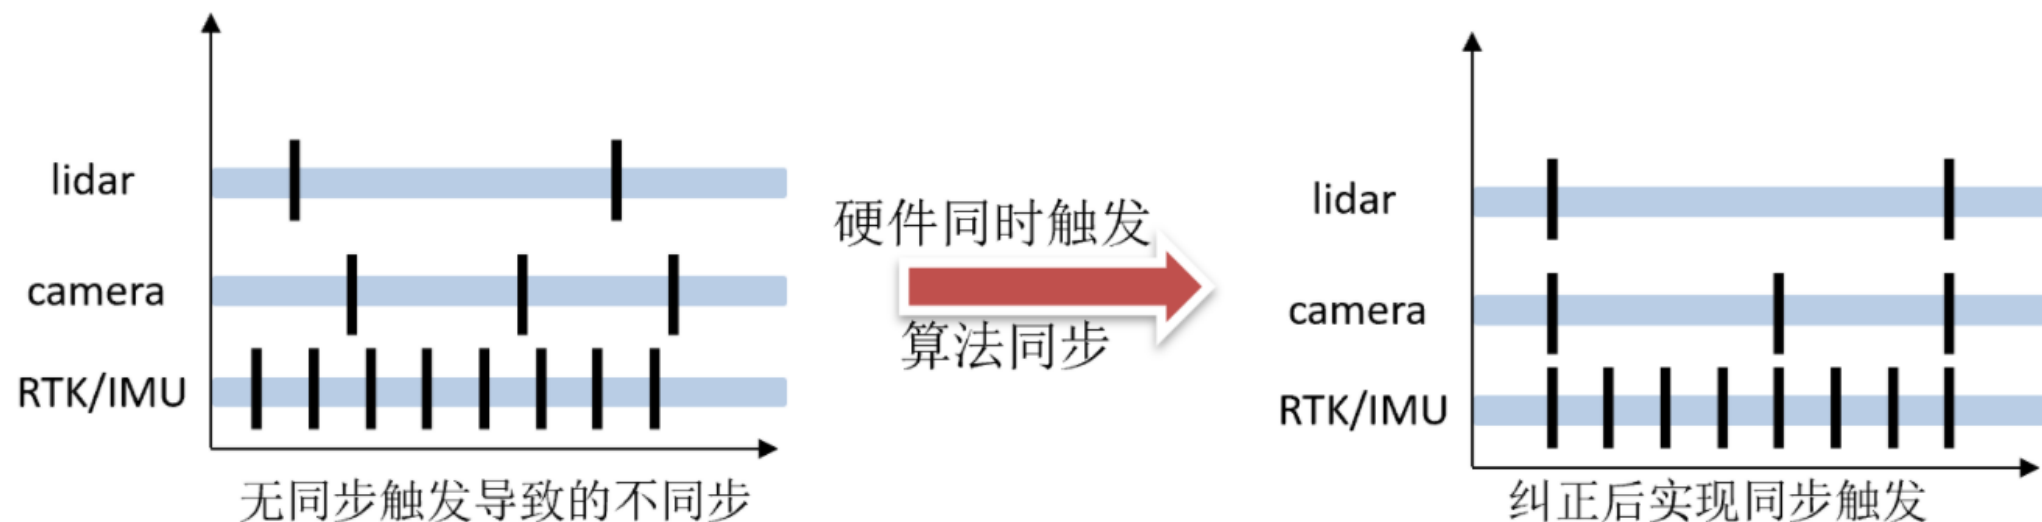 lidar
camera
RTK/IMU
无同步触发导致的不同步
硬件同时触发
算法同步
lidar
camera
RTK/IMU
纠正后实现同步触发